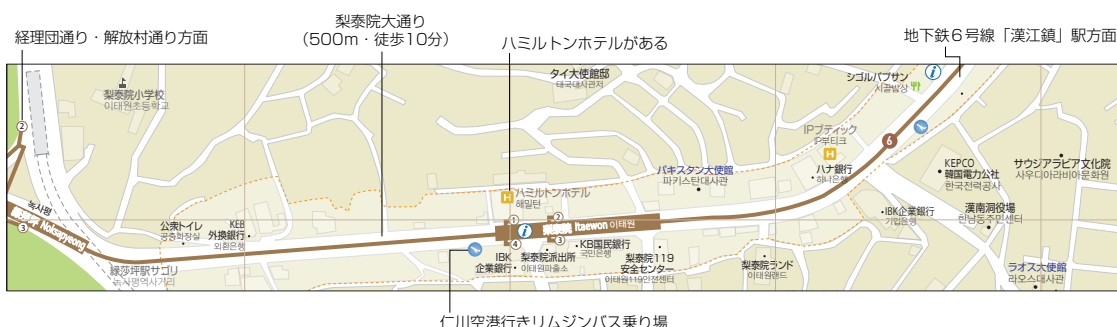 梨泰院大通り
(500m・徒歩10分)
経理団通り・解放村通り方面
ハミルトンホテルがある
地下鉄6号線「漢江鎮」駅方面
タイ大使館邸
태국대사관저
シゴルパプサン
시골밥상
梨泰院小学校
이태원초등학교
IPブティック
IP부티크
H
6
パキスタン大使館
파키스탄대사관
ハナ銀行
하나은행
KEPCO
韓国電力公社
한국전력공사
サウジアラビア文化院
사우디아라비아문화원
H ハミルトンホテル
해밀턴
IBK企業銀行
기업은행
漢南洞役場
한남동주민센터
녹사평
Noksapyeong
公衆トイレ
공중화장실
KEB
外換銀行
외환은행
梨泰院 Itaewon 이태원
① ② ③ ④
② ③
KB国民銀行
국민은행
IBK
企業銀行
梨泰院派出所
이태원파출소
梨泰院119
安全センター
이태원119안전센터
梨泰院ランド
이태원랜드
緑莎坪駅サゴリ
녹사평역사거리
ラオス大使館
라오스대사관
仁川空港行きリムジンバス乗り場